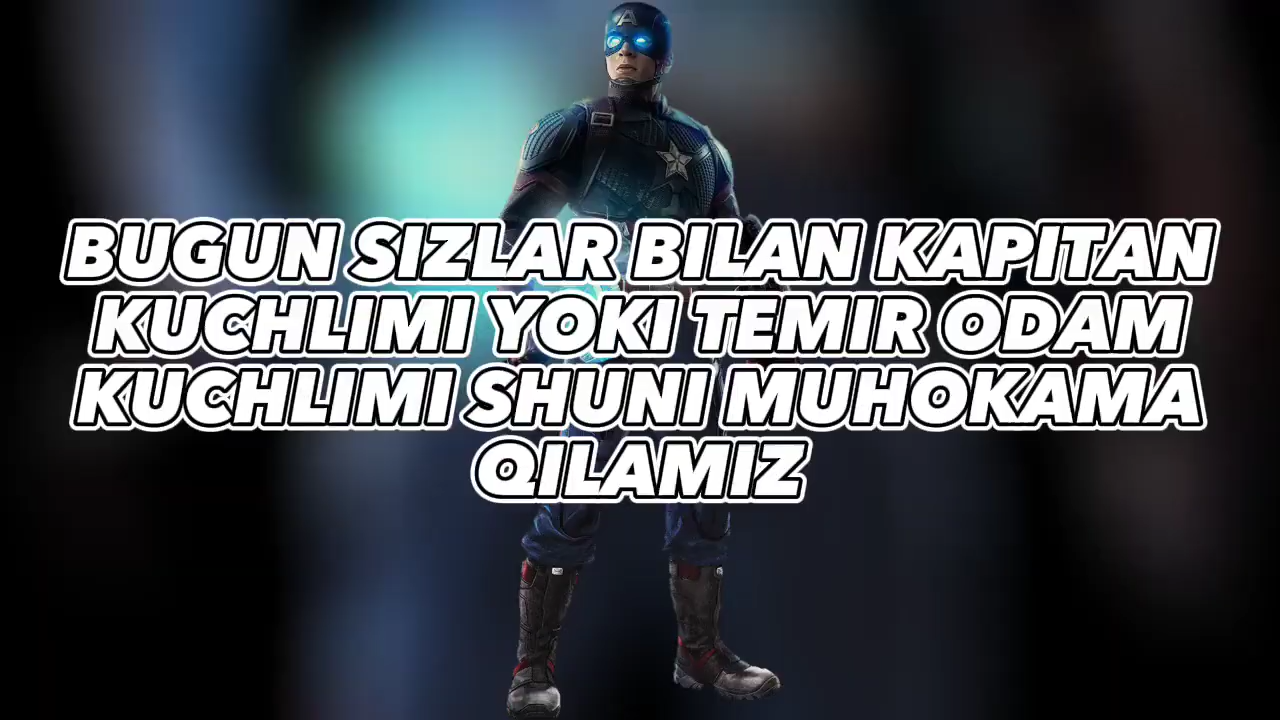 A
BUGUN SIZLAR BILAN KAPITAN
KUCHLIMI YOKI TEMIR ODAM
KUCHLIMI SHUNI MUHOKAMA
QILAMIZ